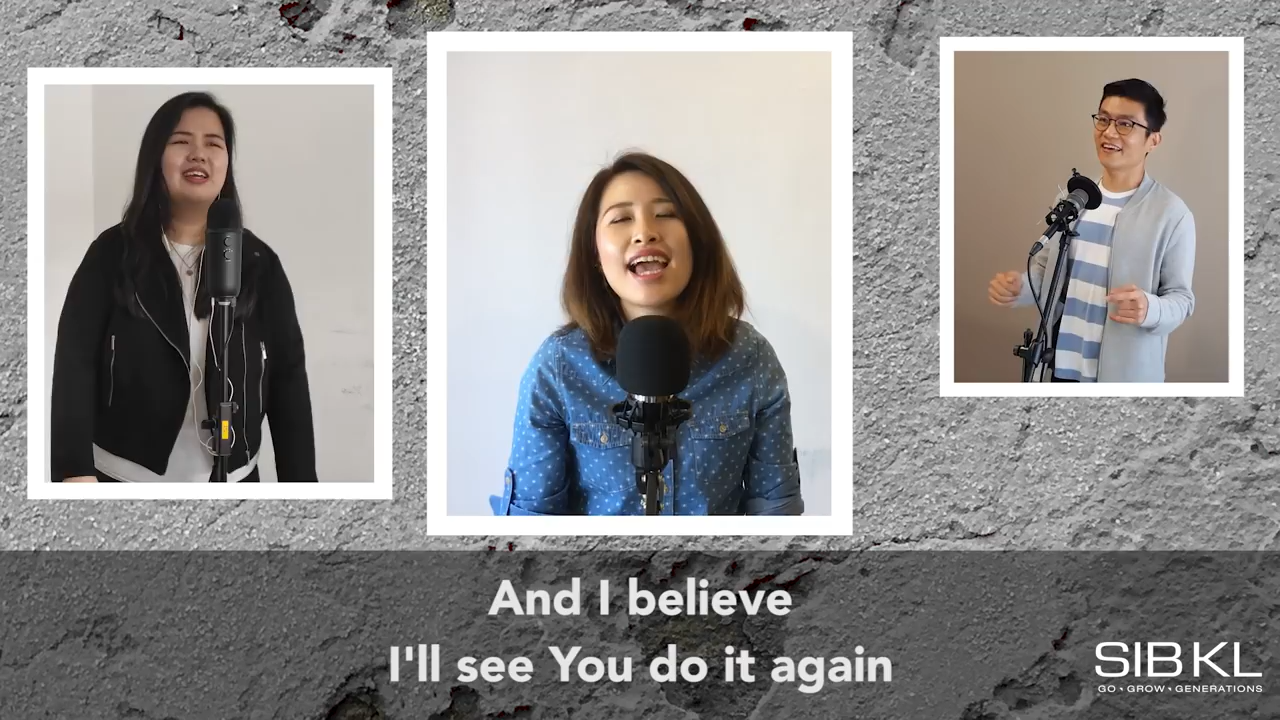 And I believe
I'll see You do it again
SIBKL
GO • GROW • GENERATIONS